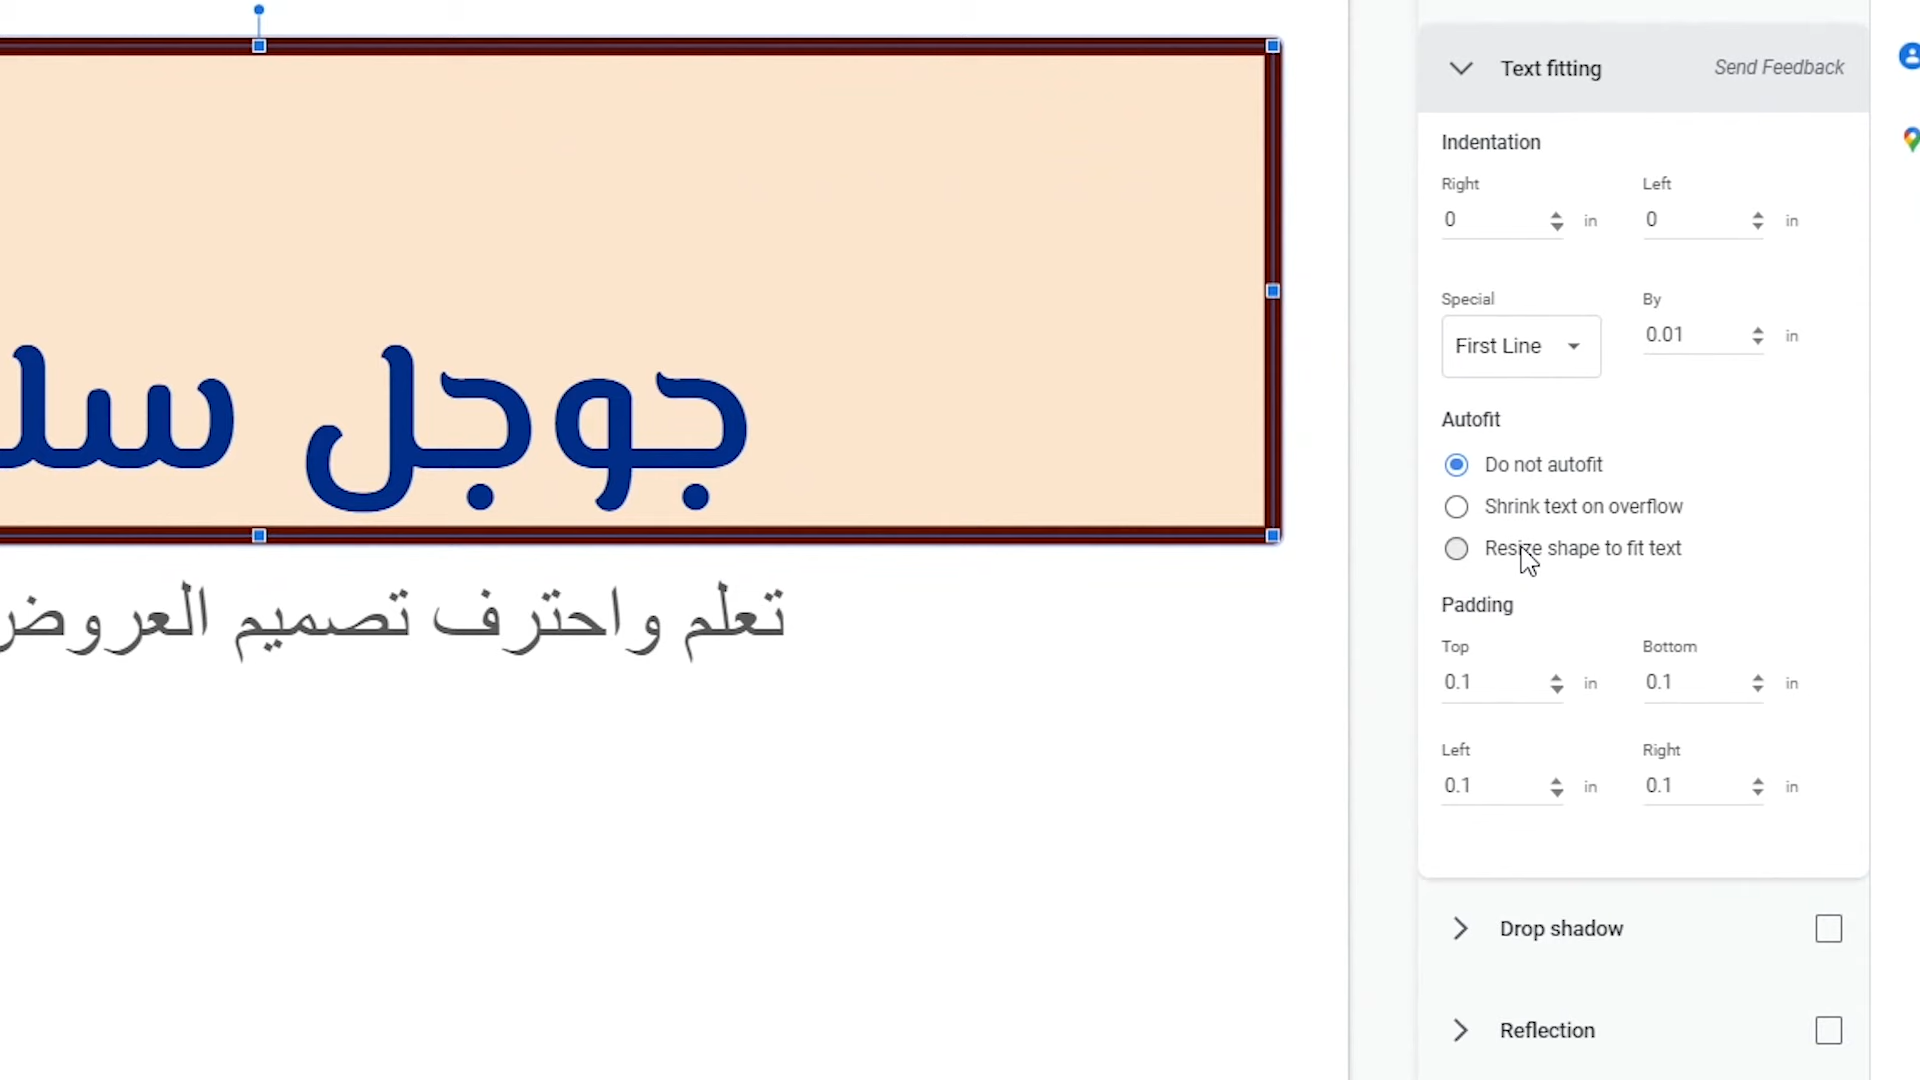 جوجل
تعلم واحترف تصميم
Text fitting
Send Feedback
Indentation
Right
Left
0
in
0
in
Special
By
First Line
0.01
in
Autofit
Do not autofit
Shrink text on overflow
Resize shape to fit text
Padding
Top
Bottom
0.1
in
0.1
in
Left
Right
0.1
in
0.1
in
Drop shadow
Reflection